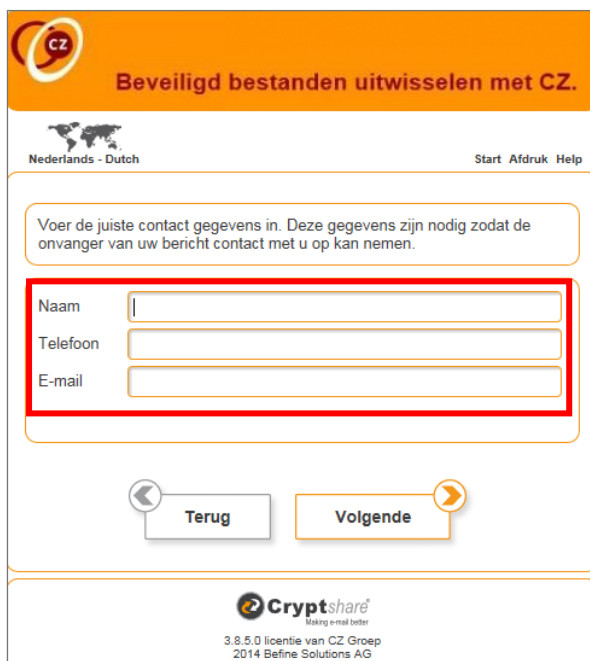 CZ
Beveiligd bestanden uitwisselen met CZ.
Nederlands - Dutch
Start Afdruk Help
Voer de juiste contact gegevens in. Deze gegevens zijn nodig zodat de
onvanger van uw bericht contact met u op kan nemen.
Naam
Telefoon
E-mail
Terug
Volgende
Cryptshare®
Making e-mail better
3.8.5.0 licentie van CZ Groep
2014 Befine Solutions AG